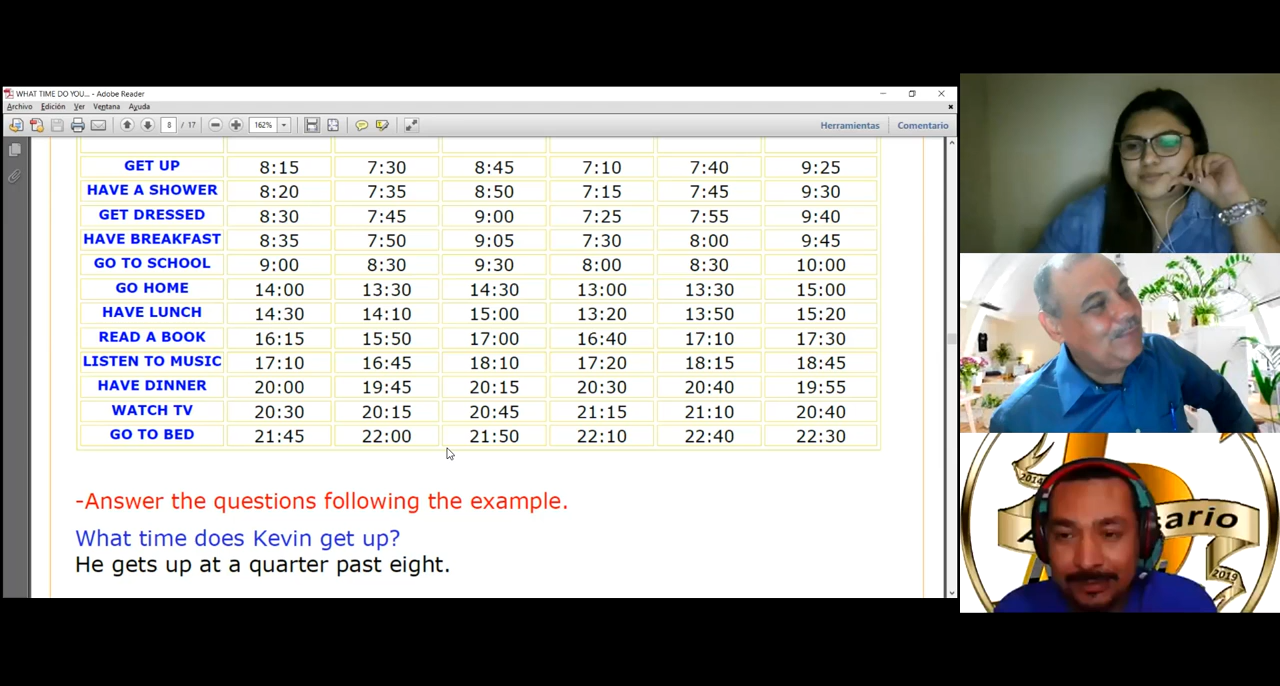 WHAT TIME DO YOU... - Adobe Reader
Archivo Edición Ver Ventana Ayuda
8 / 17 162% Herramientas Comentario
GET UP 8:15 7:30 8:45 7:10 7:40 9:25
HAVE A SHOWER 8:20 7:35 8:50 7:15 7:45 9:30
GET DRESSED 8:30 7:45 9:00 7:25 7:55 9:40
HAVE BREAKFAST 8:35 7:50 9:05 7:30 8:00 9:45
GO TO SCHOOL 9:00 8:30 9:30 8:00 8:30 10:00
GO HOME 14:00 13:30 14:30 13:00 13:30 15:00
HAVE LUNCH 14:30 14:10 15:00 13:20 13:50 15:20
READ A BOOK 16:15 15:50 17:00 16:40 17:10 17:30
LISTEN TO MUSIC 17:10 16:45 18:10 17:20 18:15 18:45
HAVE DINNER 20:00 19:45 20:15 20:30 20:40 19:55
WATCH TV 20:30 20:15 20:45 21:15 21:10 20:40
GO TO BED 21:45 22:00 21:50 22:10 22:40 22:30
-Answer the questions following the example.
What time does Kevin get up?
He gets up at a quarter past eight.
2014
sario
2019